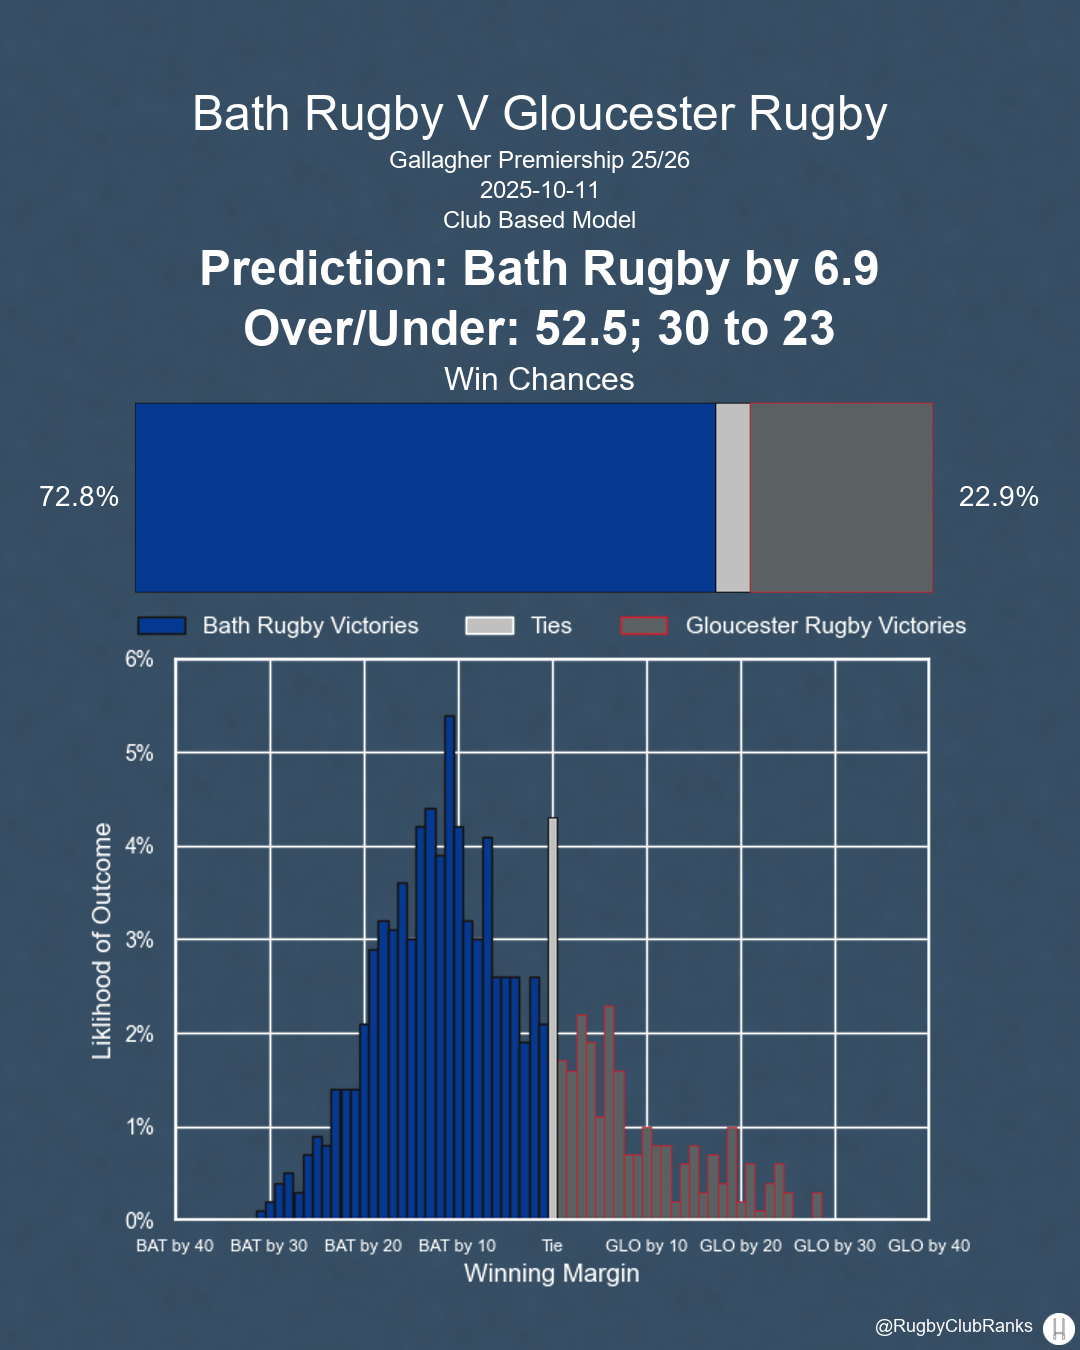 Bath Rugby V Gloucester Rugby
Gallagher Premiership 25/26
2025-10-11
Club Based Model
Prediction: Bath Rugby by 6.9
Over/Under: 52.5; 30 to 23
Win Chances
72.8%
22.9%
Bath Rugby Victories
Ties
Gloucester Rugby Victories
6%
5%
4%
3%
2%
1%
0%
Liklihood of Outcome
BAT by 40
BAT by 30
BAT by 20
BAT by 10
Tie
GLO by 10
GLO by 20
GLO by 30
GLO by 40
Winning Margin
@RugbyClubRanks